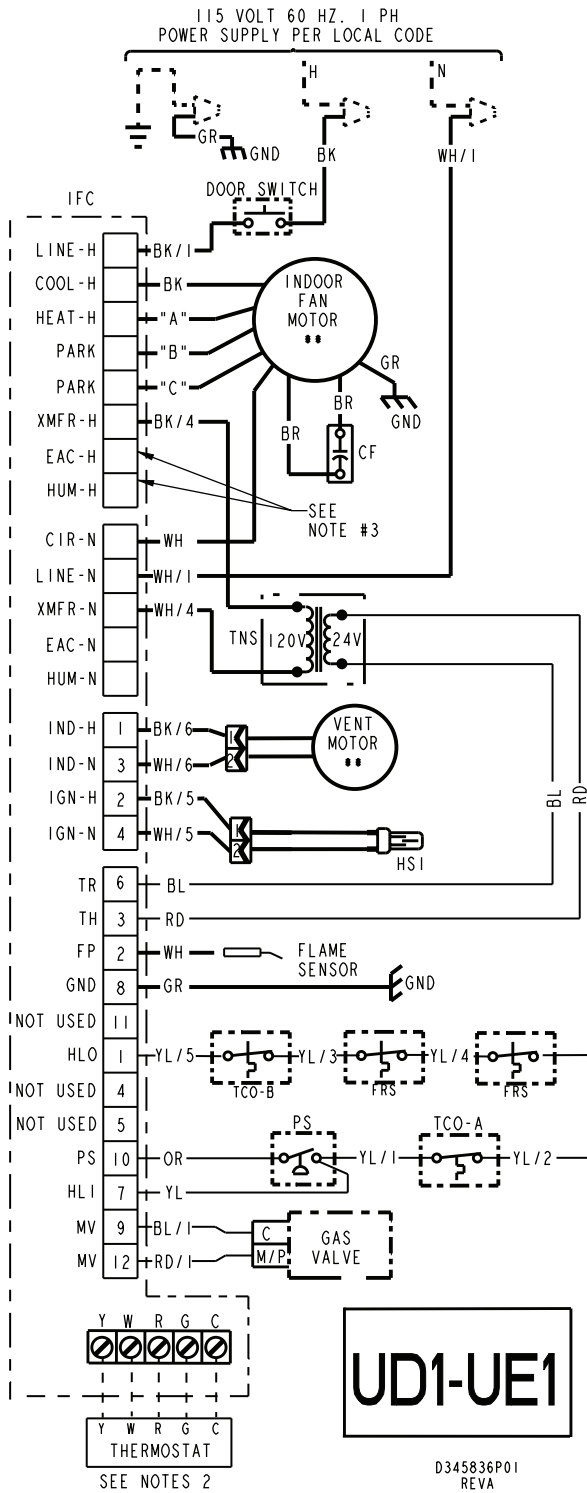 115 VOLT 60 HZ. 1 PH
POWER SUPPLY PER LOCAL CODE
H
N
GR
GND
BK
WH/1
DOOR SWITCH
IFC
LINE-H BK/1
COOL-H BK
HEAT-H "A"
PARK "B"
PARK "C"
XMFR-H BK/4
EAC-H
HUM-H
INDOOR
FAN
MOTOR
**
GR
GND
BR
BR
CF
SEE
NOTE #3
CIR-N WH
LINE-N WH/1
XMFR-N WH/4
EAC-N
HUM-N
TNS 120V 24V
IND-H 1 BK/6 1
IND-N 3 WH/6 2
VENT
MOTOR
**
IGN-H 2 BK/5 1
IGN-N 4 WH/5 2
HSI
BL
RD
TR 6 BL
TH 3 RD
FP 2 WH
FLAME
SENSOR
GND 8 GR GND
NOT USED 11
HLO 1 YL/5 YL/3 YL/4
TCO-B FRS FRS
NOT USED 4
NOT USED 5
PS TCO-A
PS 10 OR YL/1 YL/2
HLI 7 YL
MV 9 BL/1 C
MV 12 RD/1 M/P
GAS
VALVE
Y W R G C
Y W R G C
THERMOSTAT
SEE NOTES 2
UD1-UE1
D345836P01
REVA